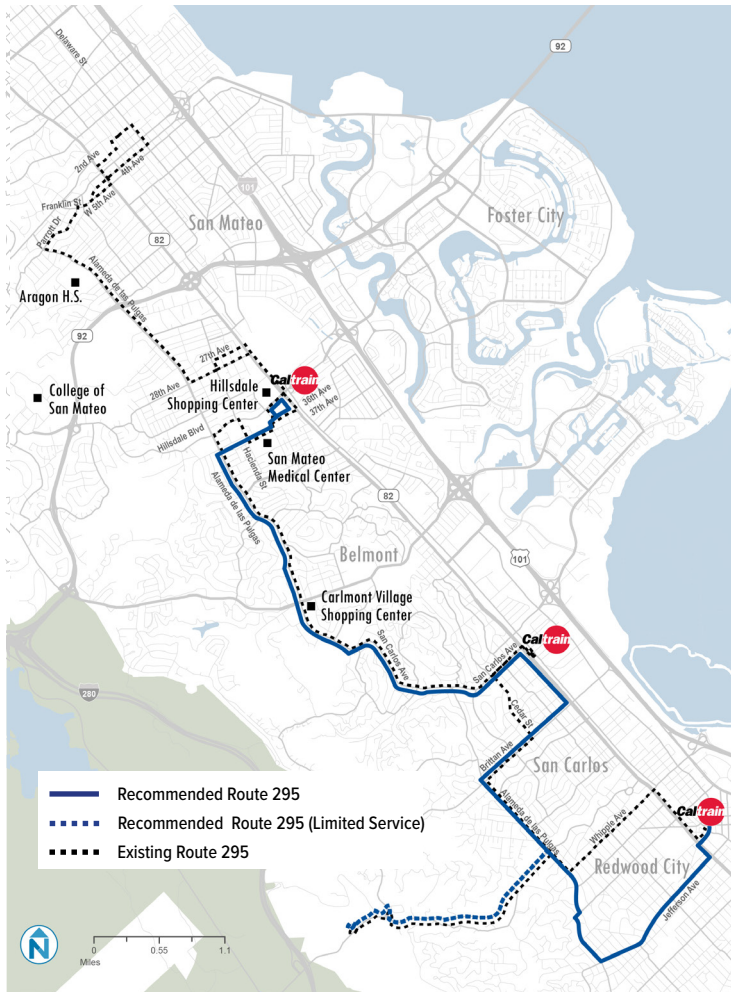 Delaware St
92
2nd Ave
4th Ave
101
Franklin St
W 5th Ave
San Mateo
Foster City
Parrott Dr
82
Aragon H.S.
Alameda de las Pulgas
92
27th Ave
28th Ave
Caltrain
College of
San Mateo
Hillsdale
Shopping Center
36th Ave
37th Ave
Hillsdale Blvd
Hacienda St
San Mateo
Medical Center
Alameda de las Pulgas
82
Belmont
101
Carlmont Village
Shopping Center
San Carlos Ave
Caltrain
San Carlos Ave
280
Cedar St
Brittan Ave
San Carlos
Recommended Route 295
Recommended Route 295 (Limited Service)
Existing Route 295
Alameda de las Pulgas
Whipple Ave
Caltrain
Redwood City
Jefferson Ave
N
0 0.55 1.1
Miles